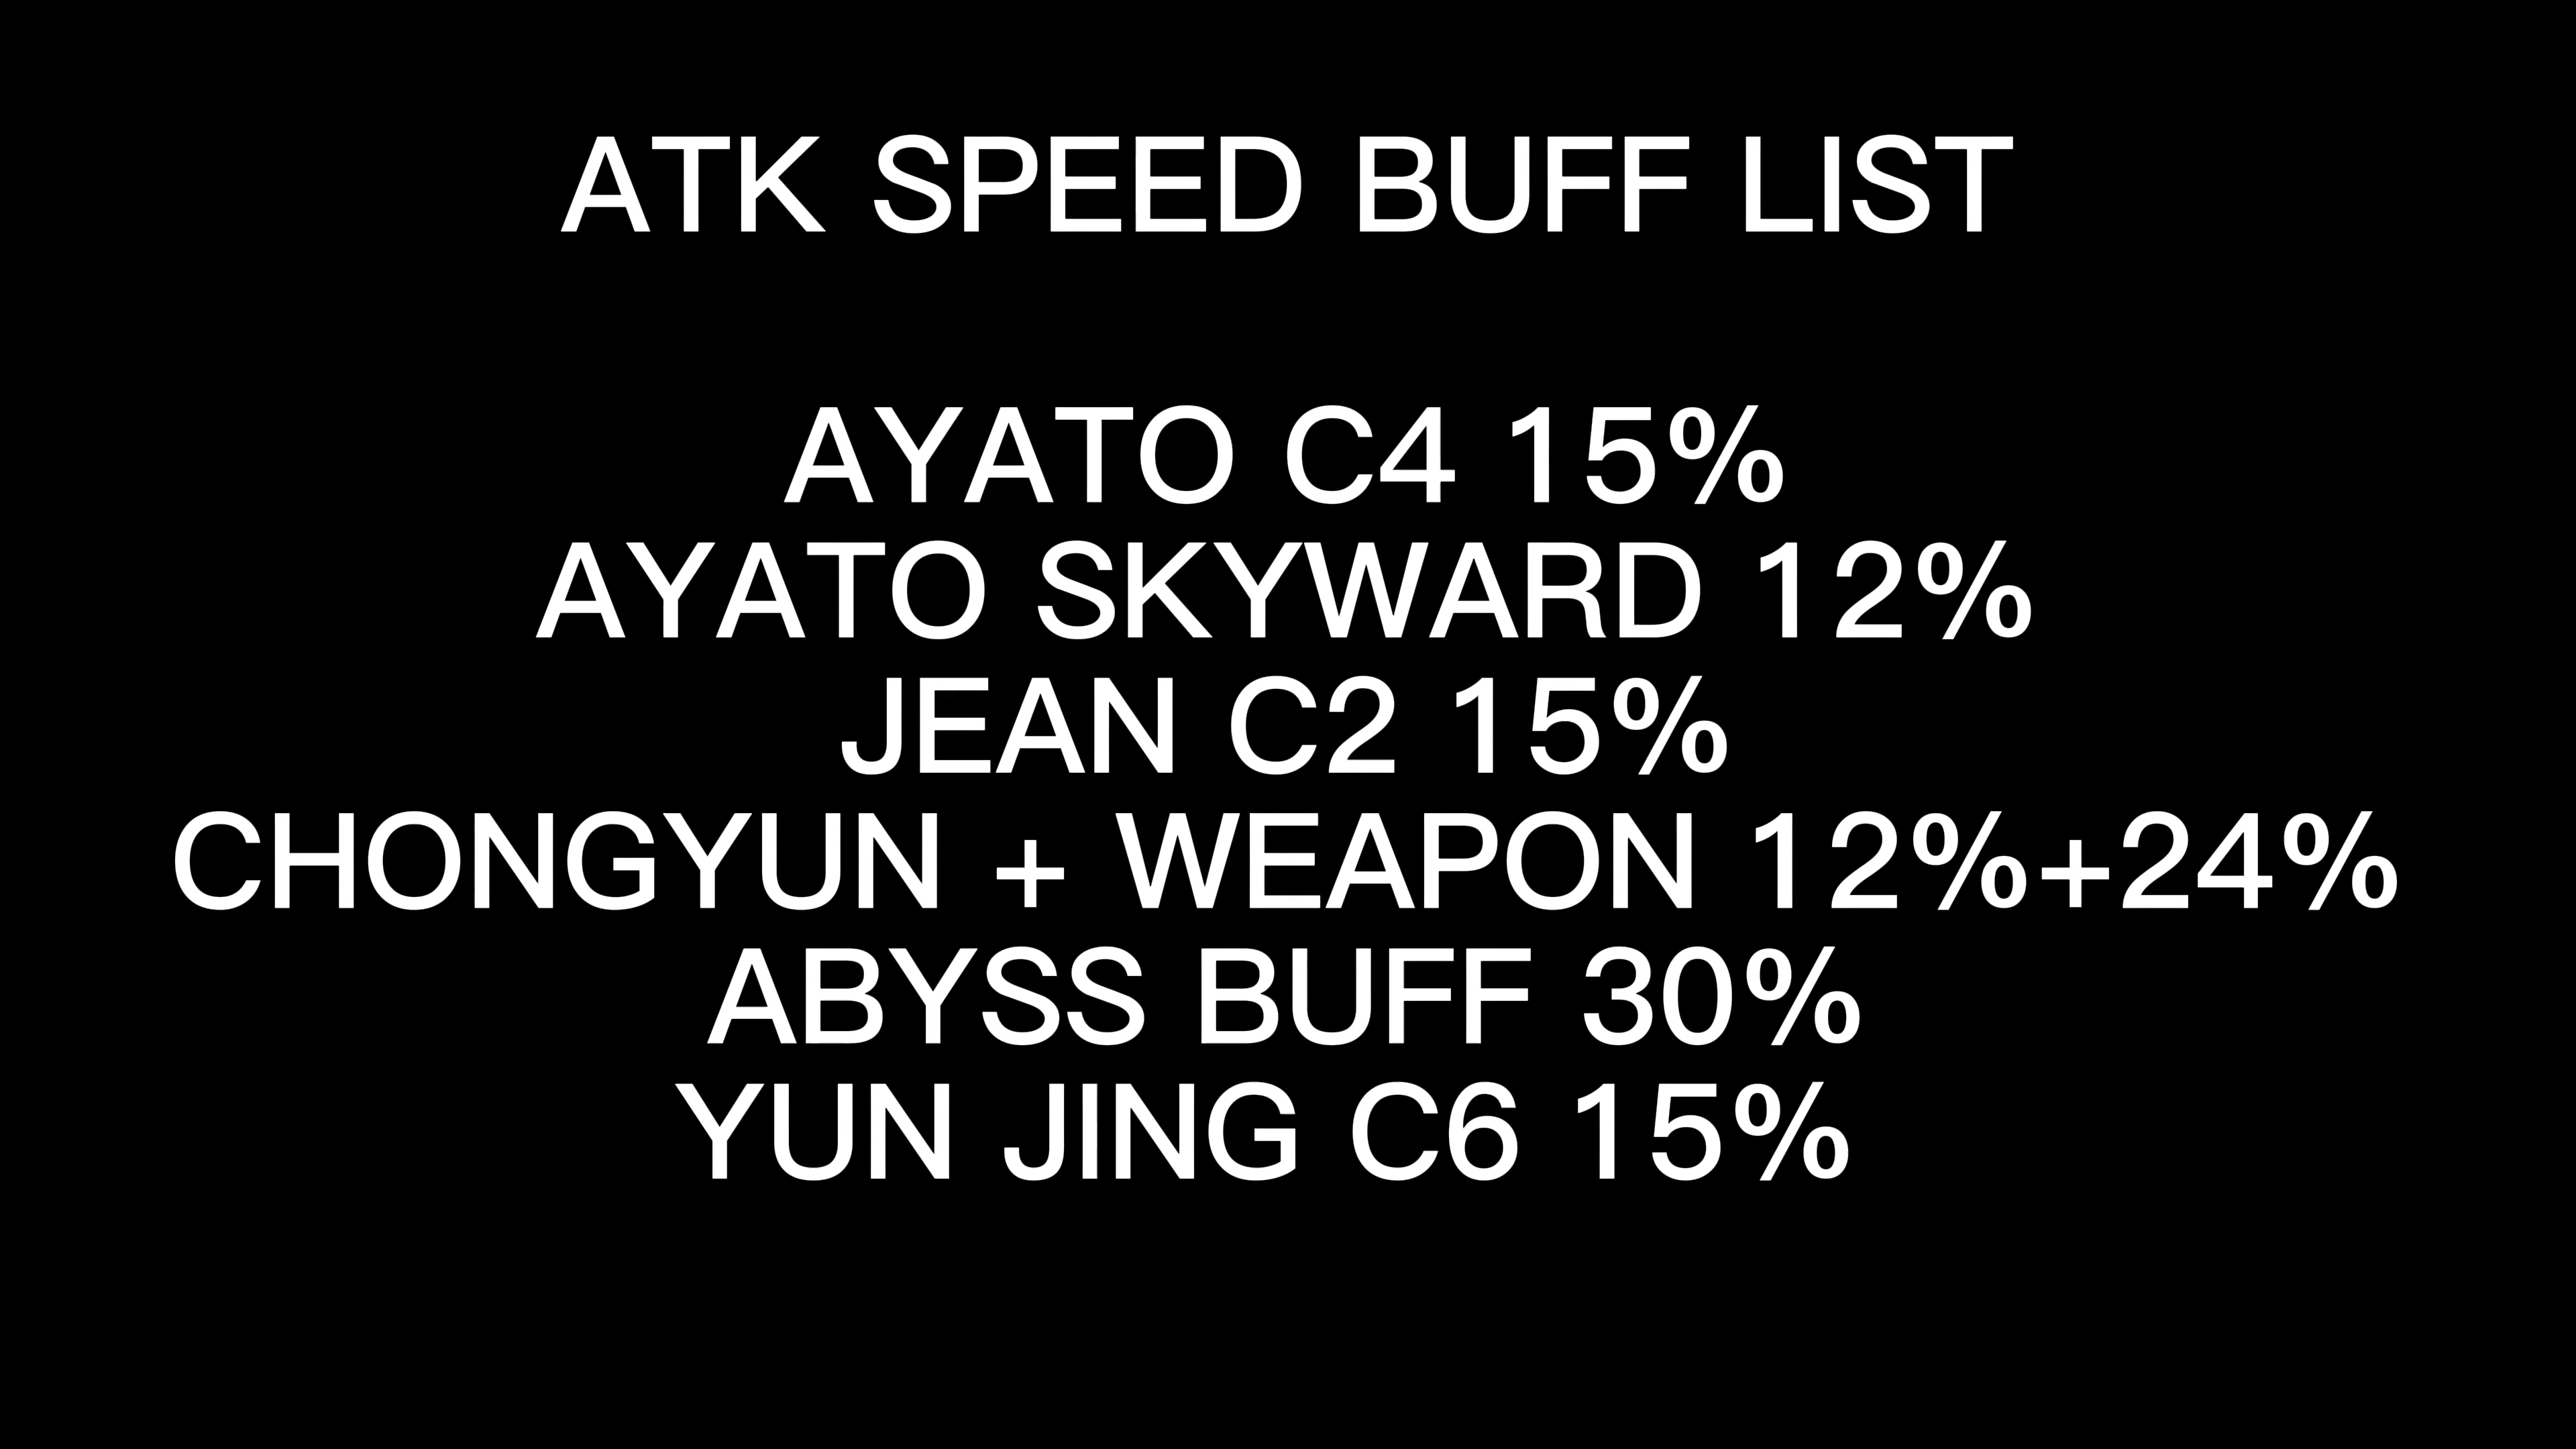 ATK SPEED BUFF LIST
AYATO C4 15%
AYATO SKYWARD 12%
JEAN C2 15%
CHONGYUN + WEAPON 12%+24%
ABYSS BUFF 30%
YUN JING C6 15%